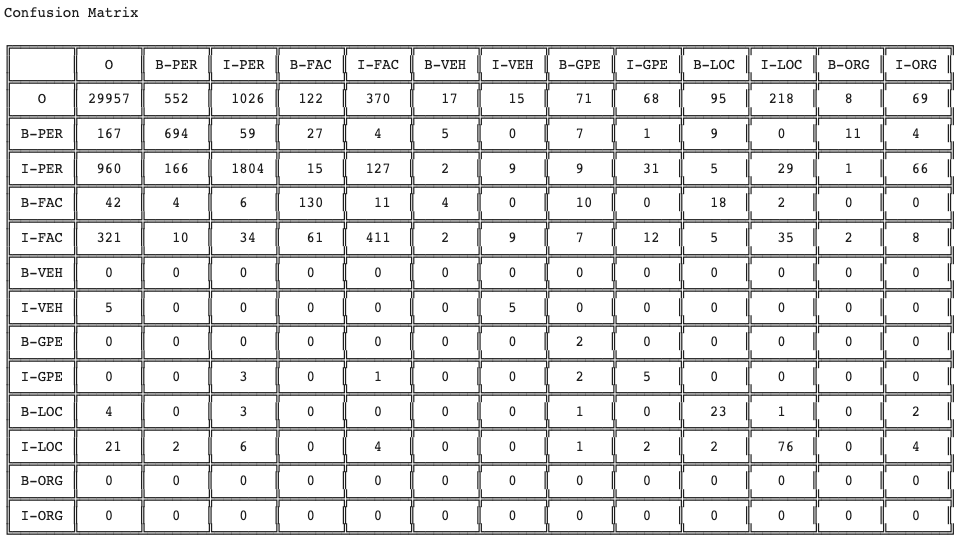 Confusion Matrix
O B-PER I-PER B-FAC I-FAC B-VEH I-VEH B-GPE I-GPE B-LOC I-LOC B-ORG I-ORG
O 29957 552 1026 122 370 17 15 71 68 95 218 8 69
B-PER 167 694 59 27 4 5 0 7 1 9 0 11 4
I-PER 960 166 1804 15 127 2 9 9 31 5 29 1 66
B-FAC 42 4 6 130 11 4 0 10 0 18 2 0 0
I-FAC 321 10 34 61 411 2 9 7 12 5 35 2 8
B-VEH 0 0 0 0 0 0 0 0 0 0 0 0 0
I-VEH 5 0 0 0 0 0 5 0 0 0 0 0 0
B-GPE 0 0 0 0 0 0 0 2 0 0 0 0 0
I-GPE 0 0 3 0 1 0 0 2 5 0 0 0 0
B-LOC 4 0 3 0 0 0 0 1 0 23 1 0 2
I-LOC 21 2 6 0 4 0 0 1 2 2 76 0 4
B-ORG 0 0 0 0 0 0 0 0 0 0 0 0 0
I-ORG 0 0 0 0 0 0 0 0 0 0 0 0 0